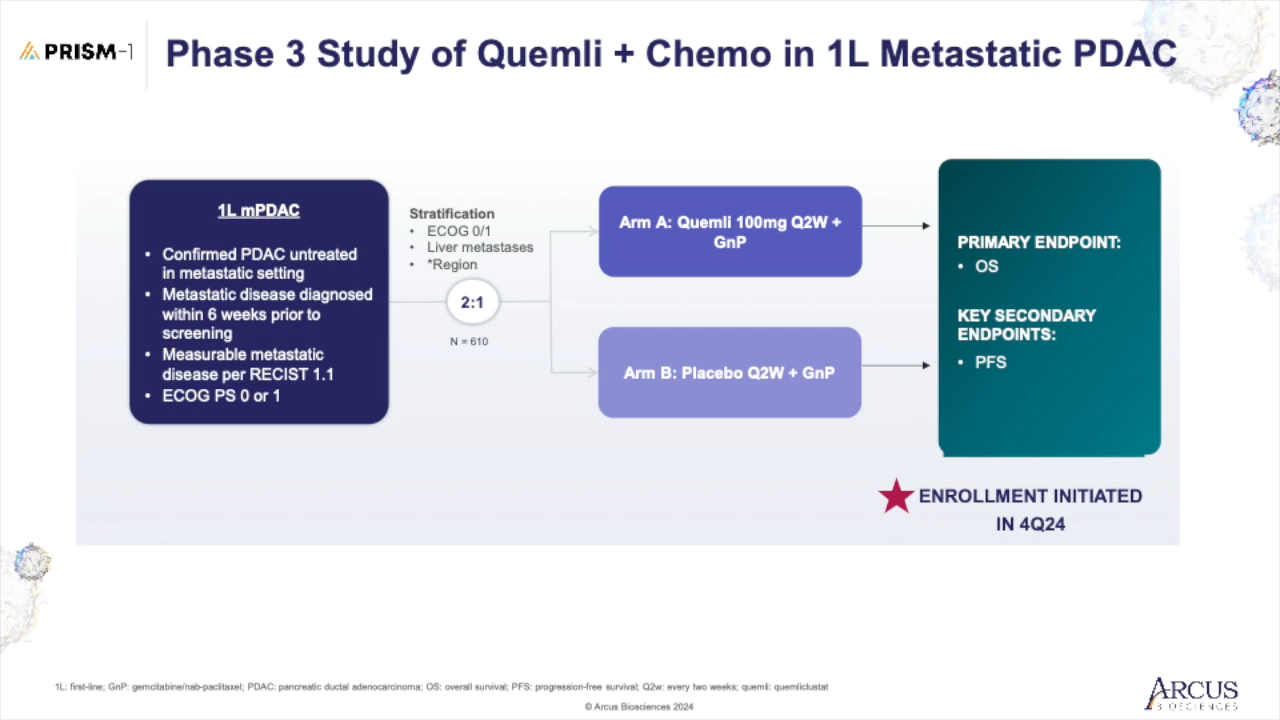 PRISM-1
Phase 3 Study of Quemli + Chemo in 1L Metastatic PDAC
1L mPDAC
• Confirmed PDAC untreated
in metastatic setting
• Metastatic disease diagnosed
within 6 weeks prior to
screening
• Measurable metastatic
disease per RECIST 1.1
• ECOG PS 0 or 1
Stratification
• ECOG 0/1
• Liver metastases
• *Region
2:1
N = 610
Arm A: Quemli 100mg Q2W +
GnP
Arm B: Placebo Q2W + GnP
PRIMARY ENDPOINT:
• OS
KEY SECONDARY
ENDPOINTS:
• PFS
ENROLLMENT INITIATED
IN 4Q24
1L: first-line; GnP: gemcitabine/nab-paclitaxel; PDAC: pancreatic ductal adenocarcinoma; OS: overall survival; PFS: progression-free survival; Q2w: every two weeks; quemli: quemliclustat
© Arcus Biosciences 2024
ARCUS
BIOSCIENCES